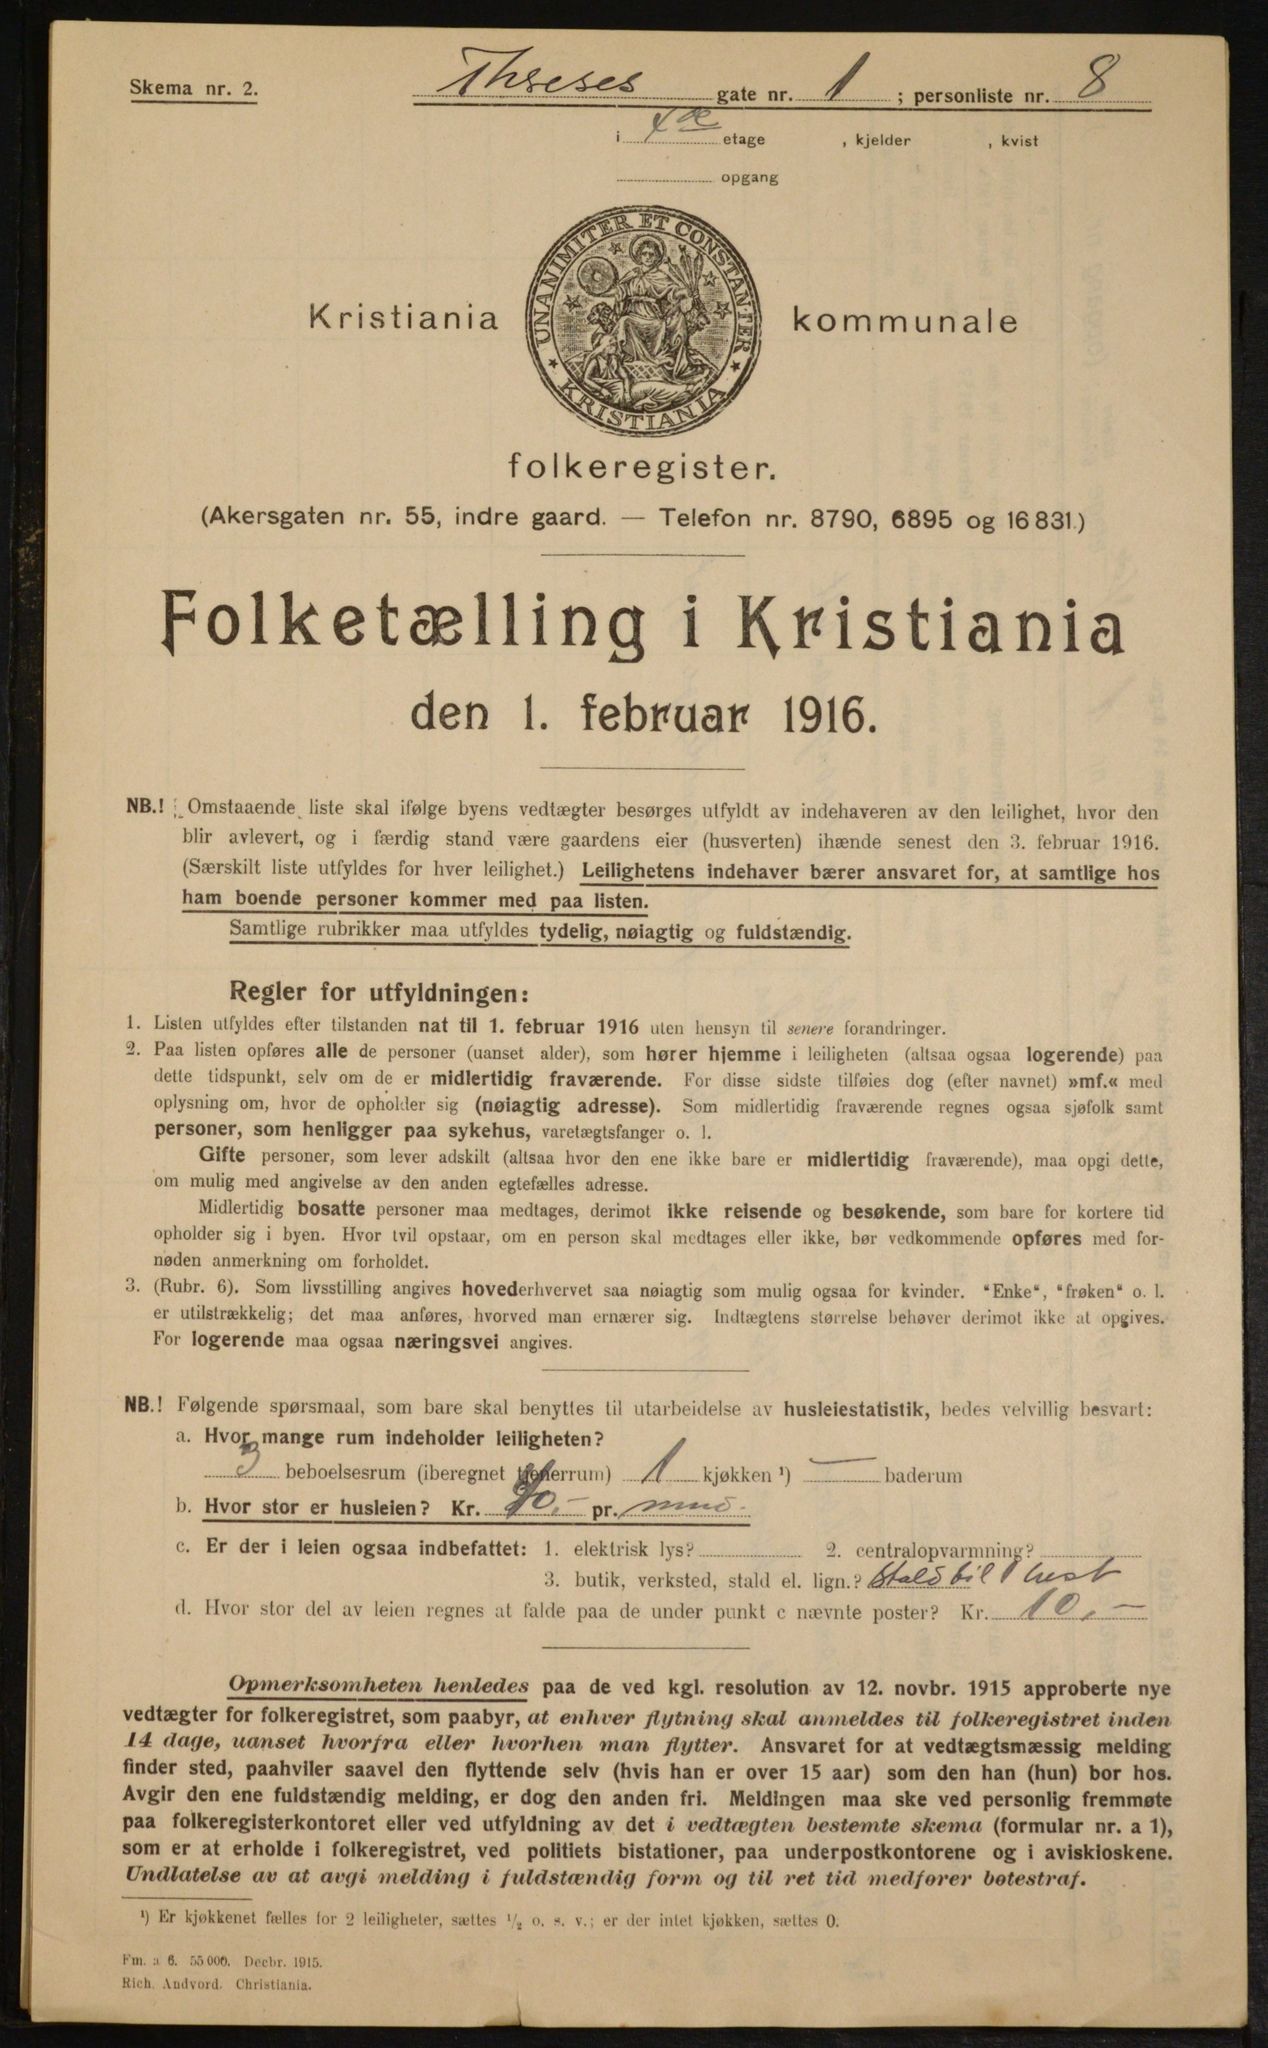 Skema nr. 2.
Thrses gate nr. 1 ; personliste nr. 8
i 4de etage , kjelder , kvist
opgang
UNANIMITER ET CONSTANTER
KRISTIANIA
Kristiania kommunale
folkeregister.
(Akersgaten nr. 55, indre gaard. — Telefon nr. 8790, 6895 og 16831.)
Folketælling i Kristiania
den 1. februar 1916.
NB.! Omstaaende liste skal ifølge byens vedtægter besørges utfyldt av indehaveren av den leilighet, hvor den
blir avlevert, og i færdig stand være gaardens eier (husverten) ihænde senest den 3. februar 1916.
(Særskilt liste utfyldes for hver leilighet.) Leilighetens indehaver bærer ansvaret for, at samtlige hos
ham boende personer kommer med paa listen.
Samtlige rubrikker maa utfyldes tydelig, nøiagtig og fuldstændig.
Regler for utfyldningen:
1. Listen utfyldes efter tilstanden nat til 1. februar 1916 uten hensyn til senere forandringer.
2. Paa listen opføres alle de personer (uanset alder), som hører hjemme i leiligheten (altsaa ogsaa logerende) paa
dette tidspunkt, selv om de er midlertidig fraværende. For disse sidste tilføies dog (efter navnet) »mf.« med
oplysning om, hvor de opholder sig (nøiagtig adresse). Som midlertidig fraværende regnes ogsaa sjøfolk samt
personer, som henligger paa sykehus, varetægtsfanger o. l.
Gifte personer, som lever adskilt (altsaa hvor den ene ikke bare er midlertidig fraværende), maa opgi dette,
om mulig med angivelse av den anden egtefælles adresse.
Midlertidig bosatte personer maa medtages, derimot ikke reisende og besøkende, som bare for kortere tid
opholder sig i byen. Hvor tvil opstaar, om en person skal medtages eller ikke, bør vedkommende opføres med for-
nøden anmerkning om forholdet.
3. (Rubr. 6). Som livsstilling angives hovederhvervet saa nøiagtig som mulig ogsaa for kvinder. "Enke", "frøken" o. l.
er utilstrækkelig; det maa anføres, hvorved man ernærer sig. Indtægtens størrelse behøver derimot ikke at opgives.
For logerende maa ogsaa næringsvei angives.
NB.! Følgende spørsmaal, som bare skal benyttes til utarbeidelse av husleiestatistik, bedes velvillig besvart:
a. Hvor mange rum indeholder leiligheten?
3 beboelsesrum (iberegnet tjenerrum) 1 kjøkken ¹) — baderum
b. Hvor stor er husleien? Kr. 40,- pr. mnd.
c. Er der i leien ogsaa indbefattet: 1. elektrisk lys? 2. centralopvarmning?
3. butik, verksted, stald el. lign.? Stald til 1 hest
d. Hvor stor del av leien regnes at falde paa de under punkt c nævnte poster? Kr. 10,-
Opmerksomheten henledes paa de ved kgl. resolution av 12. novbr. 1915 approberte nye
vedtægter for folkeregistret, som paabyr, at enhver flytning skal anmeldes til folkeregistret inden
14 dage, uanset hvorfra eller hvorhen man flytter. Ansvaret for at vedtægtsmæssig melding
finder sted, paahviler saavel den flyttende selv (hvis han er over 15 aar) som den han (hun) bor hos.
Avgir den ene fuldstændig melding, er dog den anden fri. Meldingen maa ske ved personlig fremmøte
paa folkeregisterkontoret eller ved utfyldning av det i vedtægten bestemte skema (formular nr. a 1),
som er at erholde i folkeregistret, ved politiets bistationer, paa underpostkontorene og i aviskioskene.
Undlatelse av at avgi melding i fuldstændig form og til ret tid medfører bøtestraf.
¹) Er kjøkkenet fælles for 2 leiligheter, sættes ½ o. s. v.; er der intet kjøkken, sættes 0.
Fm. a 6. 55000. Decbr. 1915.
Rich. Andvord. Christiania.